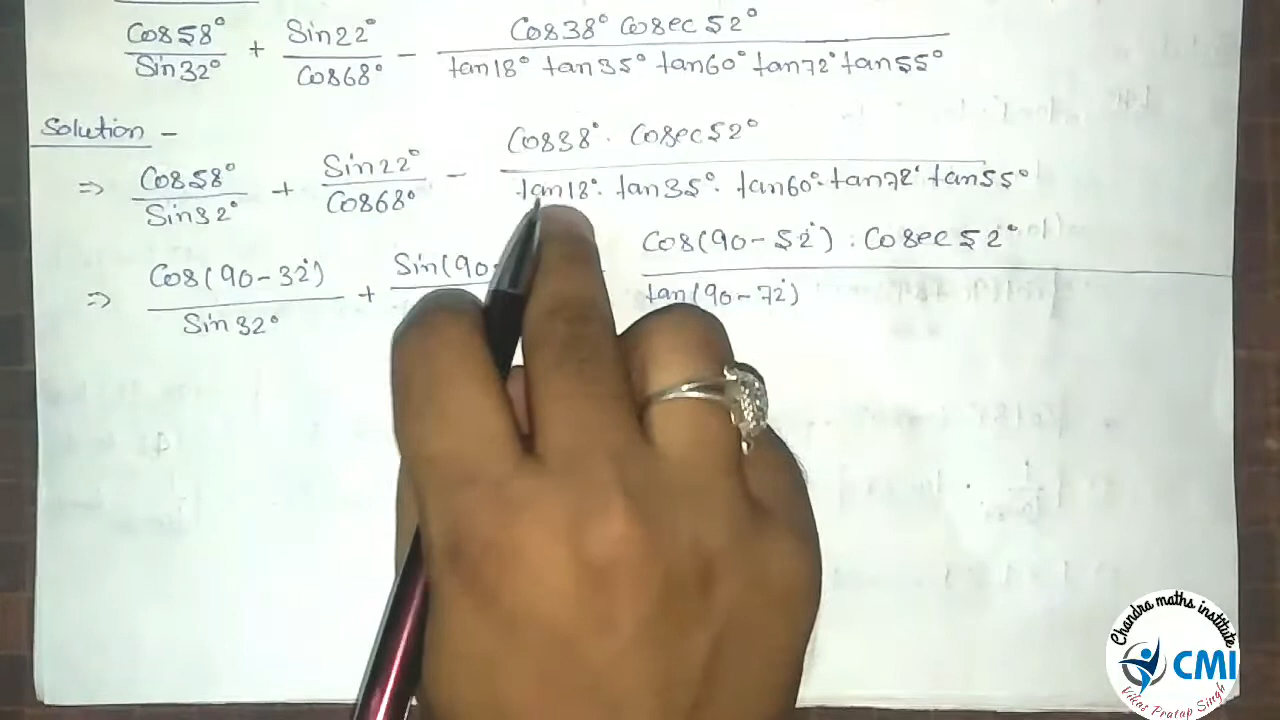 Cos58°/Sin32° + Sin22°/Cos68° - Cos38° Cosec52°/tan18° tan35° tan60° tan72° tan55°
Solution -
⇒ Cos58°/Sin32° + Sin22°/Cos68° - Cos38° · Cosec52°/tan18° · tan35° · tan60° · tan72° tan55°
⇒ Cos(90-32°)/Sin32° + Sin(90- Cos(90-52°) · Cosec52°/tan(90-72°)
Chandra maths institute
CMI
Vikas Pratap Singh